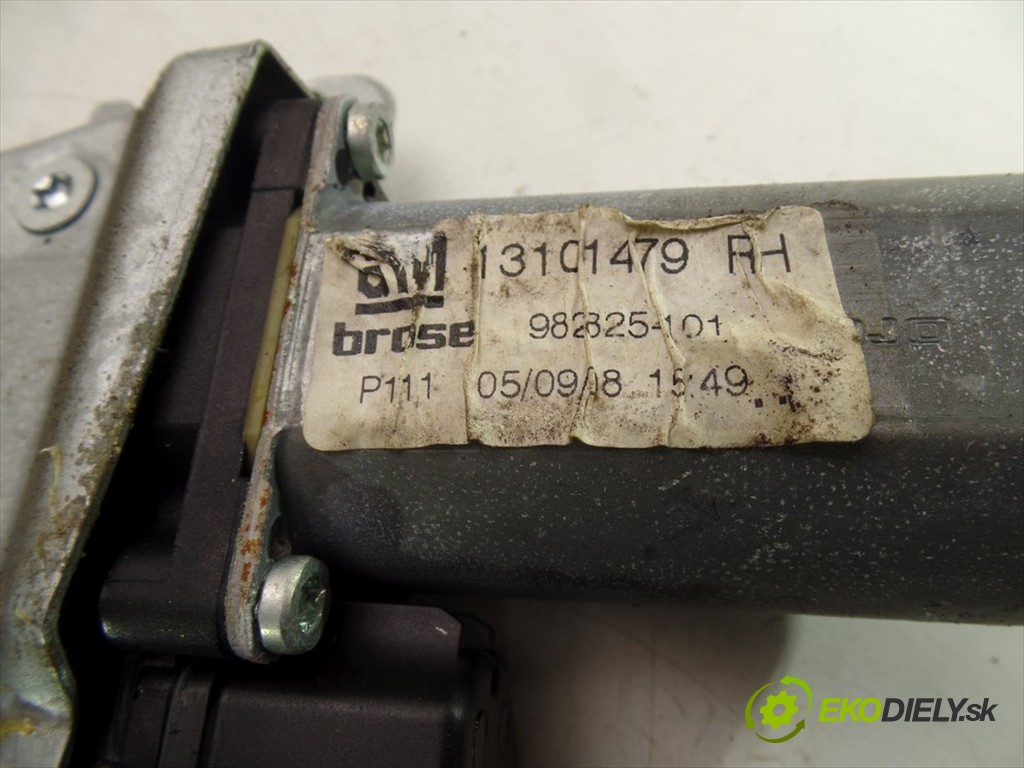 GM 13101479 RH
brose 982825-101
P111 05/09/08 15:49
EKODIELY.sk